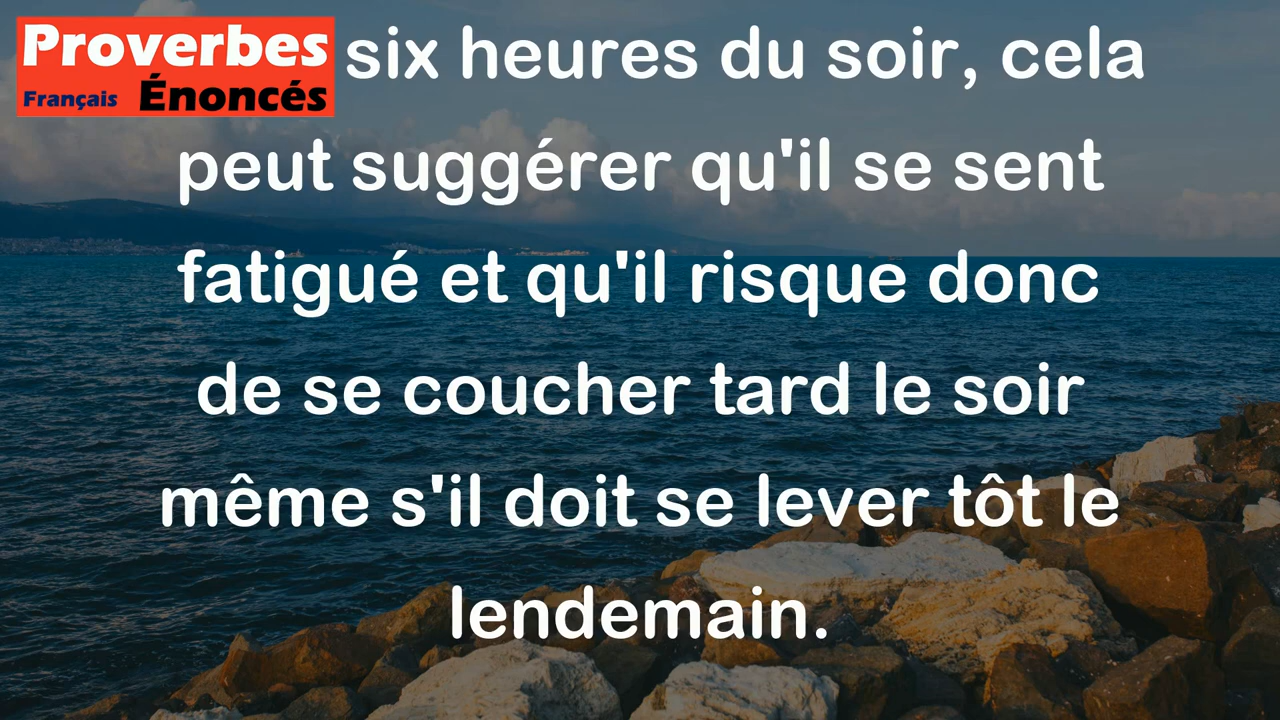 Proverbes
Français Énoncés
six heures du soir, cela
peut suggérer qu'il se sent
fatigué et qu'il risque donc
de se coucher tard le soir
même s'il doit se lever tôt le
lendemain.